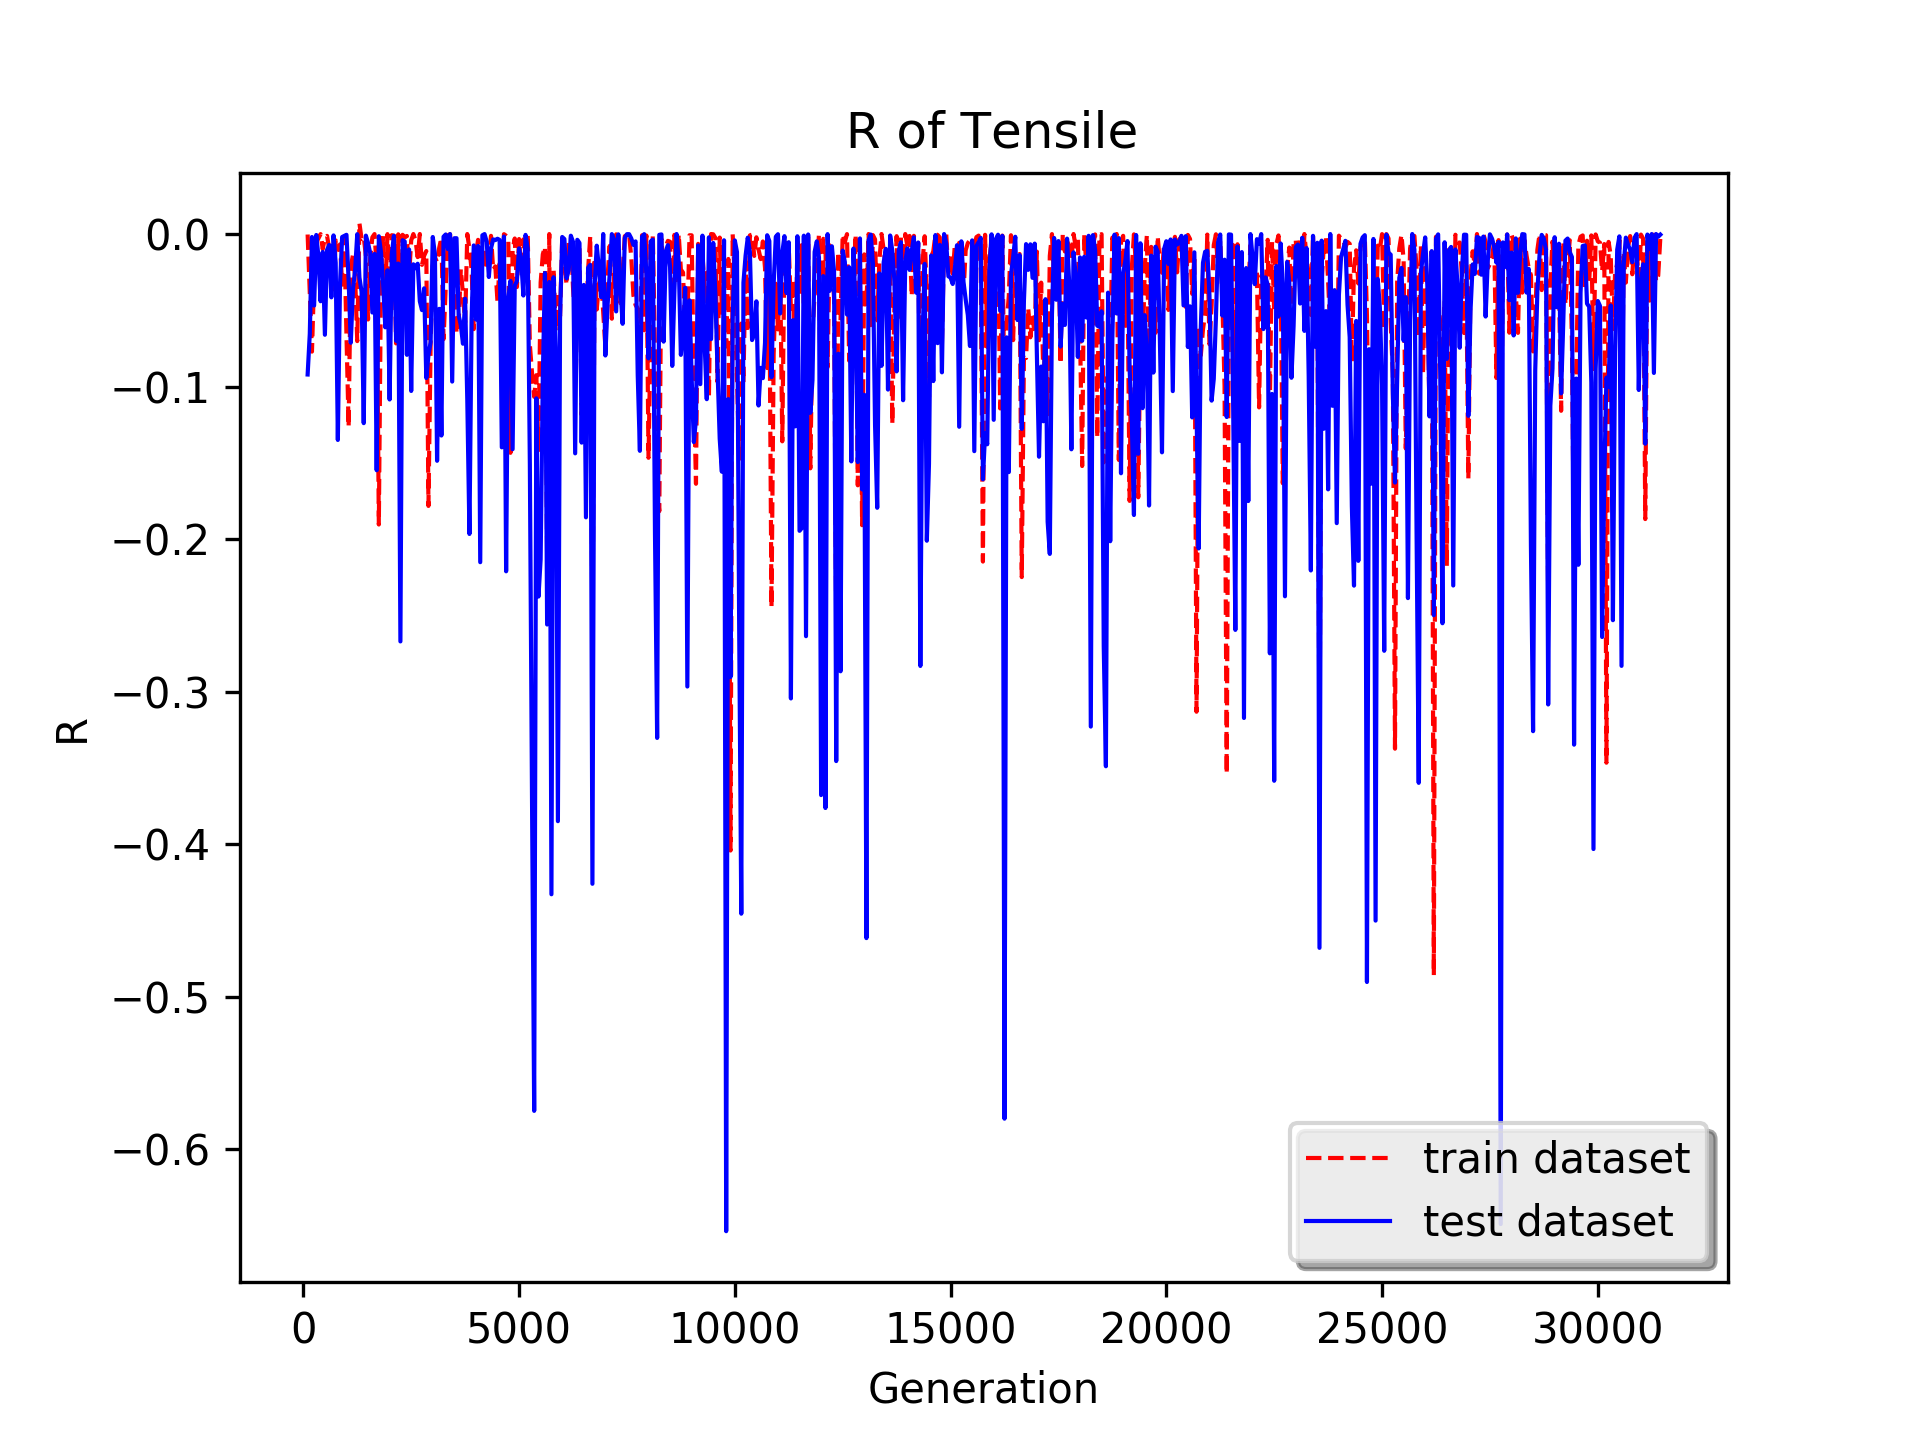 R of Tensile
0.0
−0.1
−0.2
−0.3
−0.4
−0.5
−0.6
R
train dataset
test dataset
0 5000 10000 15000 20000 25000 30000
Generation